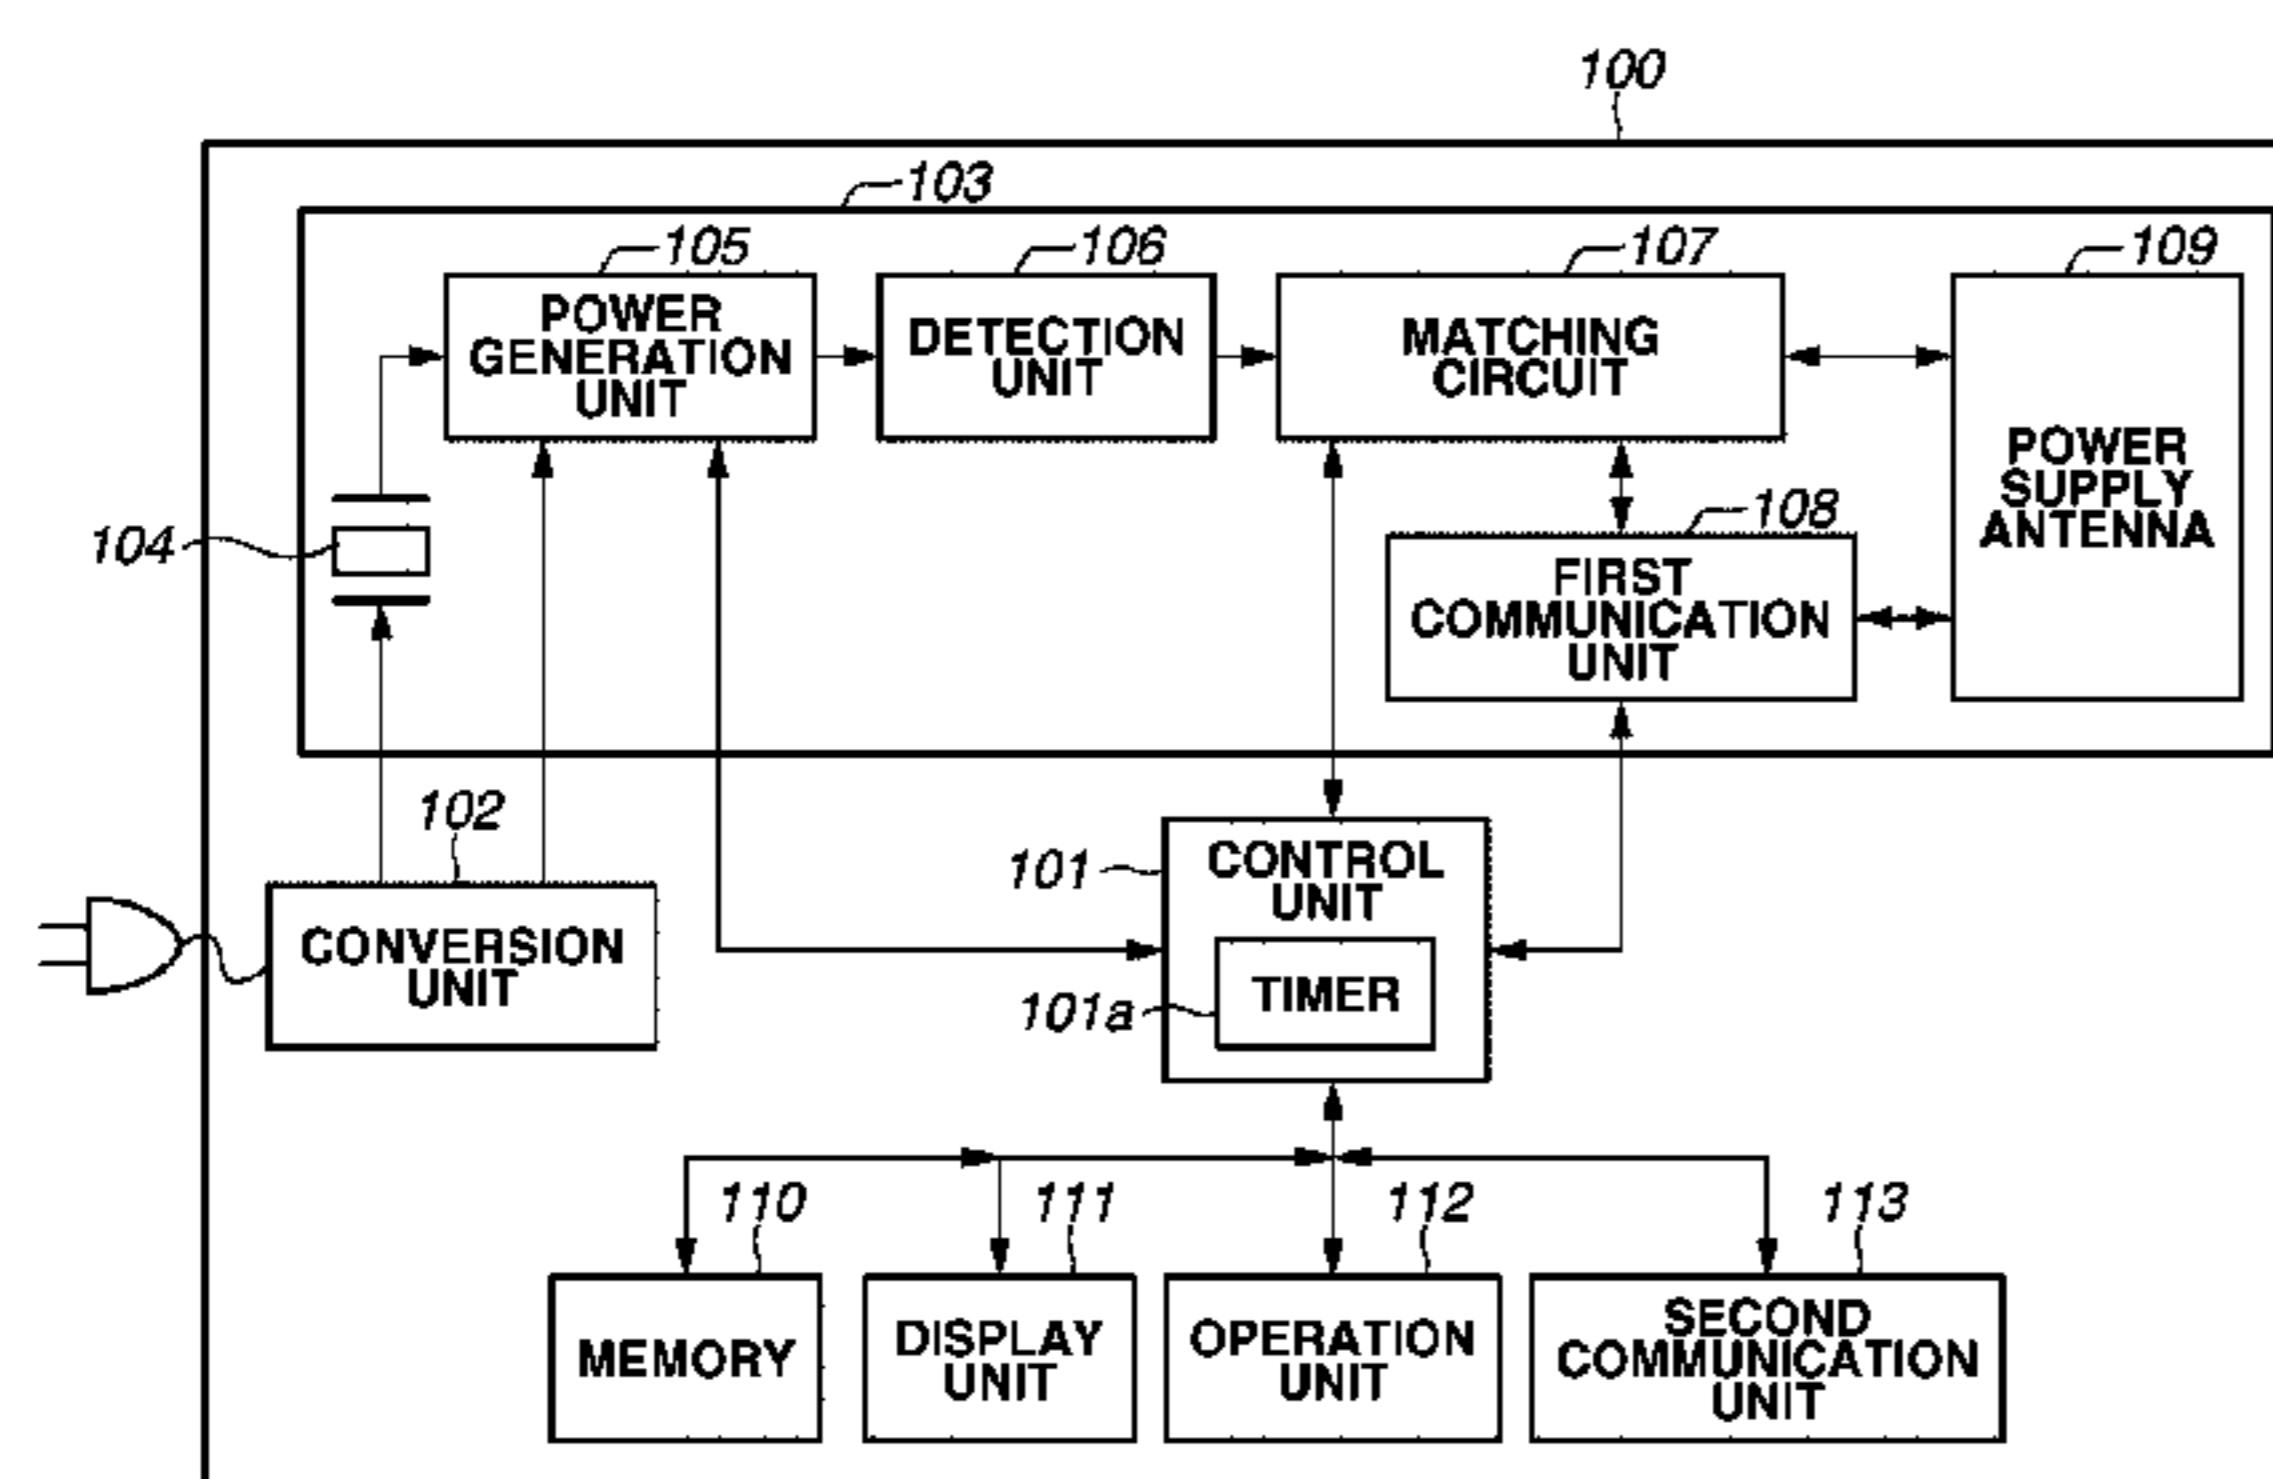 100
103
105
106
107
109
POWER
GENERATION
UNIT
DETECTION
UNIT
MATCHING
CIRCUIT
POWER
SUPPLY
ANTENNA
104
108
FIRST
COMMUNICATION
UNIT
102
CONVERSION
UNIT
101
CONTROL
UNIT
101a
TIMER
110
111
112
113
MEMORY
DISPLAY
UNIT
OPERATION
UNIT
SECOND
COMMUNICATION
UNIT